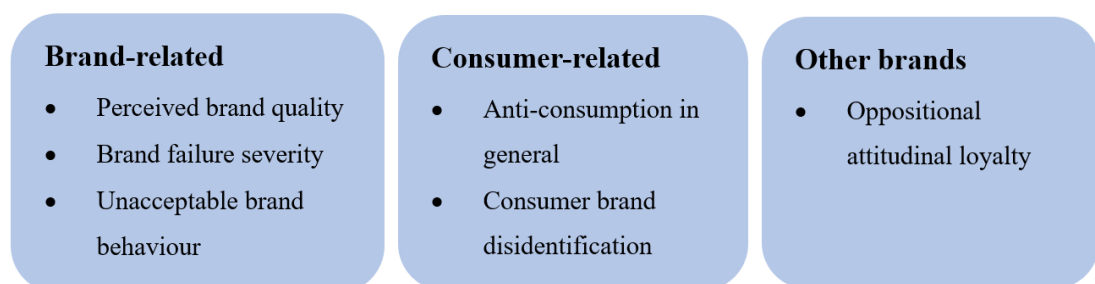 Brand-related
• Perceived brand quality
• Brand failure severity
• Unacceptable brand
behaviour
Consumer-related
• Anti-consumption in
general
• Consumer brand
disidentification
Other brands
• Oppositional
attitudinal loyalty